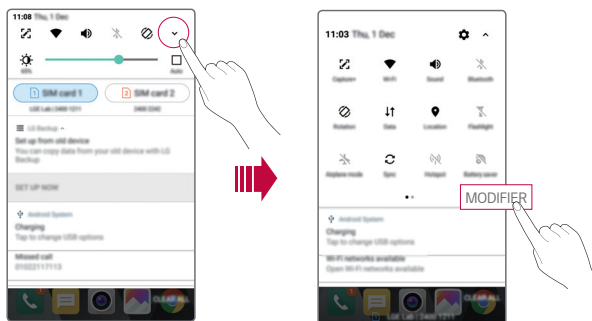 11:08 Thu, 1 Dec
Auto
SIM card 1
SIM card 2
LG Backup
Set up from old device
You can copy data from your old device with LG
Backup
SET UP NOW
Android System
Charging
Tap to change USB options
Missed call
01022117113
CLEAR ALL
11:03 Thu, 1 Dec
Capture+
Wi-Fi
Sound
Bluetooth
Rotation
Data
Location
Flashlight
Airplane mode
Sync
Hotspot
Battery saver
MODIFIER
Android System
Charging
Tap to change USB options
Wi-Fi networks available
Open Wi-Fi networks available
CLEAR ALL